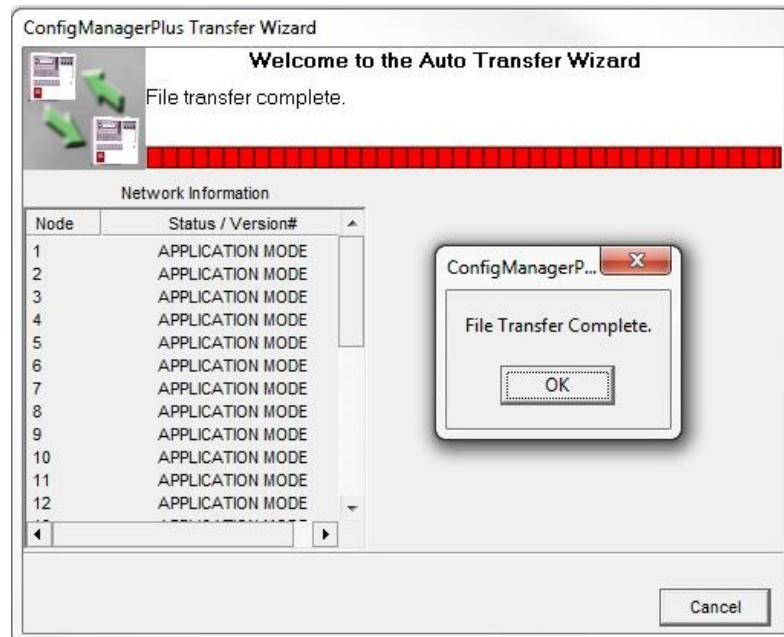 ConfigManagerPlus Transfer Wizard
Welcome to the Auto Transfer Wizard
File transfer complete.
Network Information
Node Status / Version#
1 APPLICATION MODE
2 APPLICATION MODE
3 APPLICATION MODE
4 APPLICATION MODE
5 APPLICATION MODE
6 APPLICATION MODE
7 APPLICATION MODE
8 APPLICATION MODE
9 APPLICATION MODE
10 APPLICATION MODE
11 APPLICATION MODE
12 APPLICATION MODE
ConfigManagerP...
File Transfer Complete.
OK
Cancel